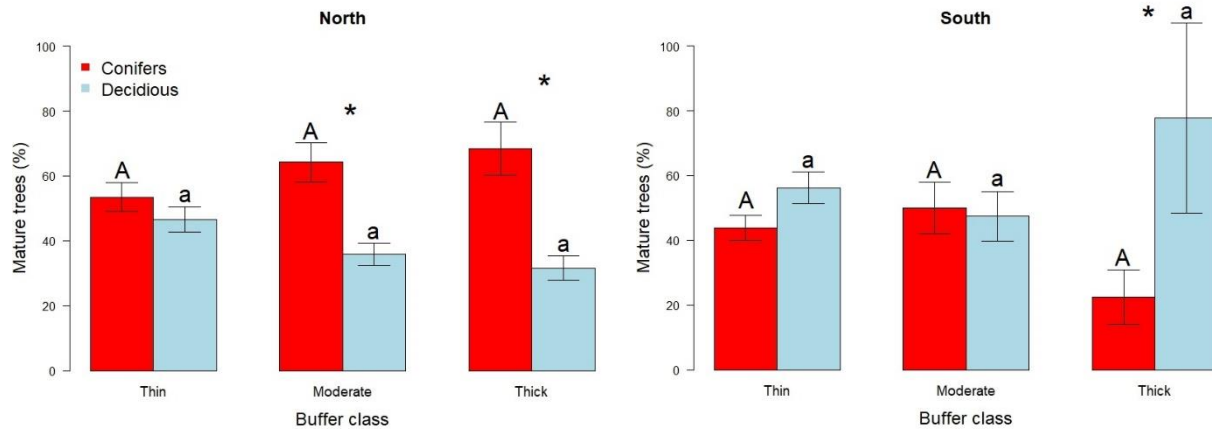 North
Mature trees (%)
100
80
60
40
20
0
Conifers
Decidious
A
a
A
a
*
A
a
*
Thin
Moderate
Thick
Buffer class
South
Mature trees (%)
100
80
60
40
20
0
A
a
A
a
A
a
*
Thin
Moderate
Thick
Buffer class